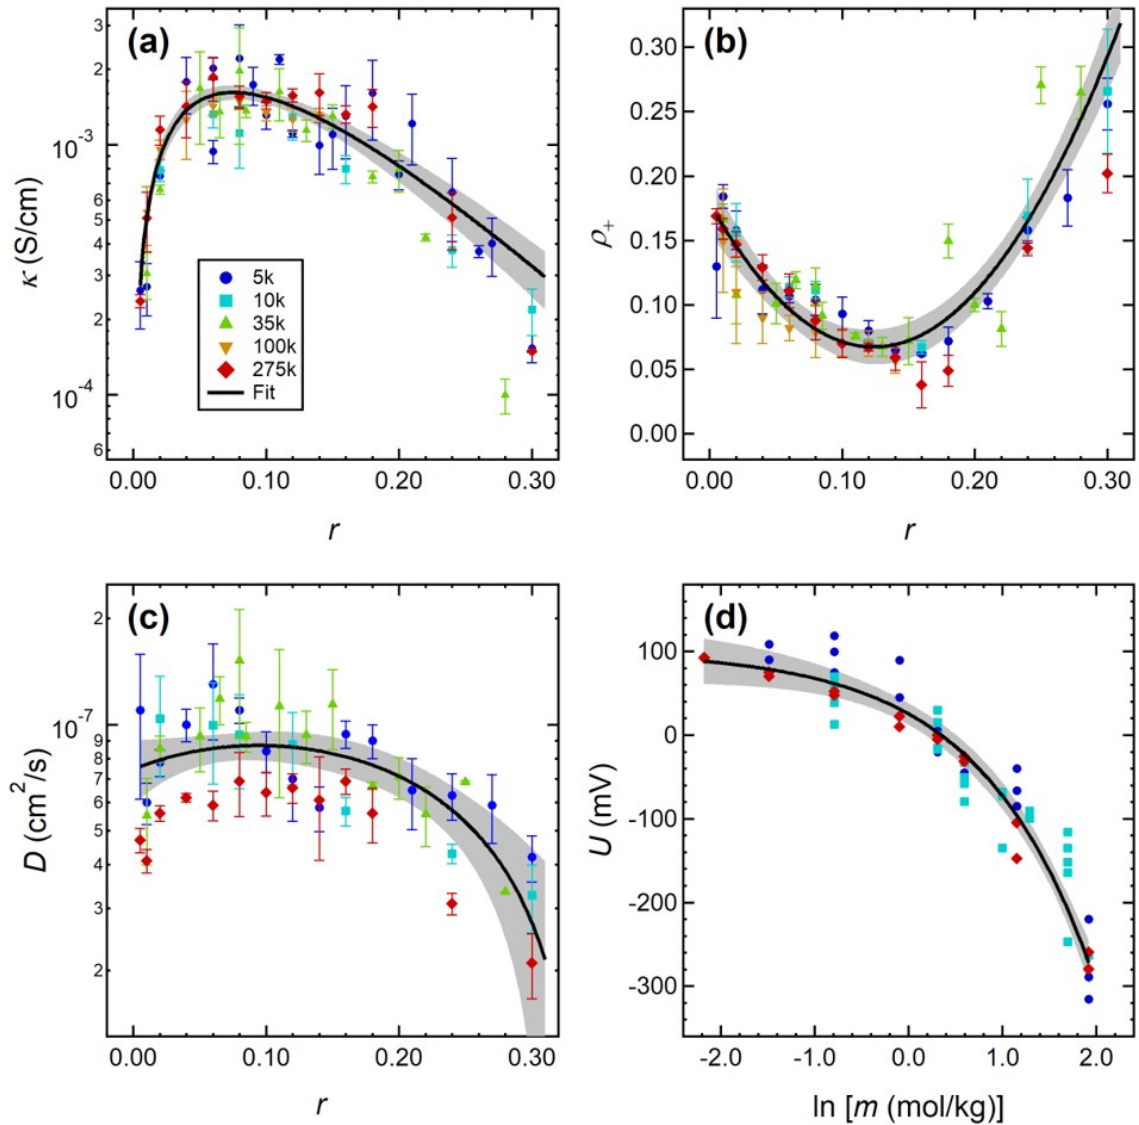 (a)
3
2
10⁻³
6
5
4
3
2
10⁻⁴
6
κ (S/cm)
5k
10k
35k
100k
275k
Fit
0.00 0.10 0.20 0.30
r
(b)
0.30
0.25
0.20
0.15
0.10
0.05
0.00
ρ₊
0.00 0.10 0.20 0.30
r
(c)
2
10⁻⁷
9
8
7
6
5
4
3
2
D (cm²/s)
0.00 0.10 0.20 0.30
r
(d)
100
0
-100
-200
-300
U (mV)
-2.0 -1.0 0.0 1.0 2.0
ln [m (mol/kg)]